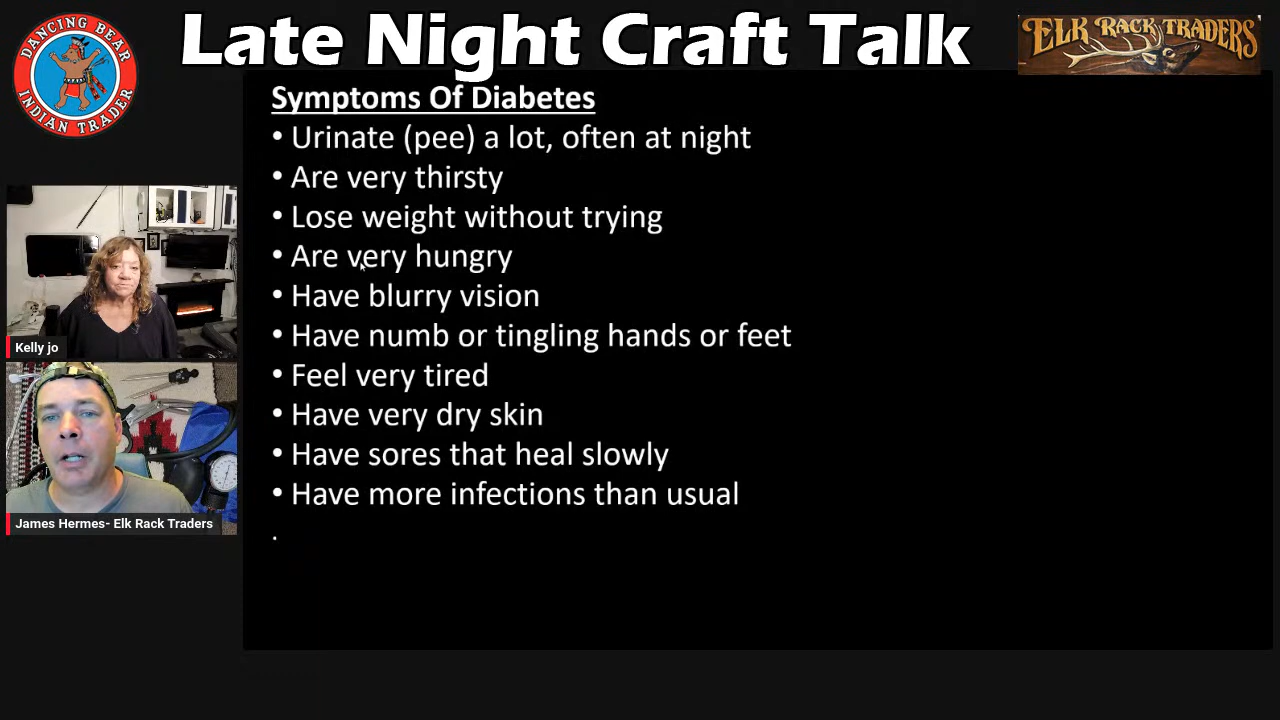 DANCING BEAR
INDIAN TRADER
Late Night Craft Talk
ELK RACK TRADERS
Symptoms Of Diabetes
• Urinate (pee) a lot, often at night
• Are very thirsty
• Lose weight without trying
• Are very hungry
• Have blurry vision
• Have numb or tingling hands or feet
• Feel very tired
• Have very dry skin
• Have sores that heal slowly
• Have more infections than usual
.
Kelly jo
James Hermes- Elk Rack Traders